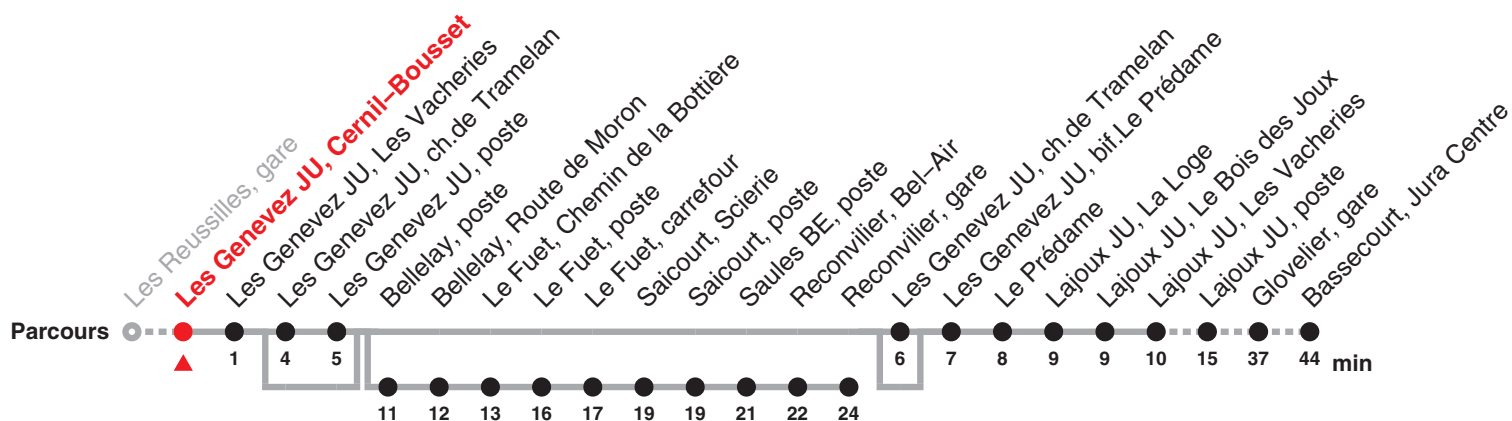 Les Reussilles, gare
Les Genevez JU, Cernil–Bousset
Les Genevez JU, Les Vacheries
Les Genevez JU, ch.de Tramelan
Les Genevez JU, poste
Bellelay, poste
Bellelay, Route de Moron
Le Fuet, Chemin de la Bottière
Le Fuet, poste
Le Fuet, carrefour
Saicourt, Scierie
Saicourt, poste
Saules BE, poste
Reconvilier, Bel–Air
Reconvilier, gare
Les Genevez JU, ch.de Tramelan
Les Genevez JU, bif.Le Prédame
Le Prédame
Lajoux JU, La Loge
Lajoux JU, Le Bois des Joux
Lajoux JU, Les Vacheries
Lajoux JU, poste
Glovelier, gare
Bassecourt, Jura Centre
Parcours
1 4 5 6 7 8 9 9 10 15 37 44 min
11 12 13 16 17 19 19 21 22 24